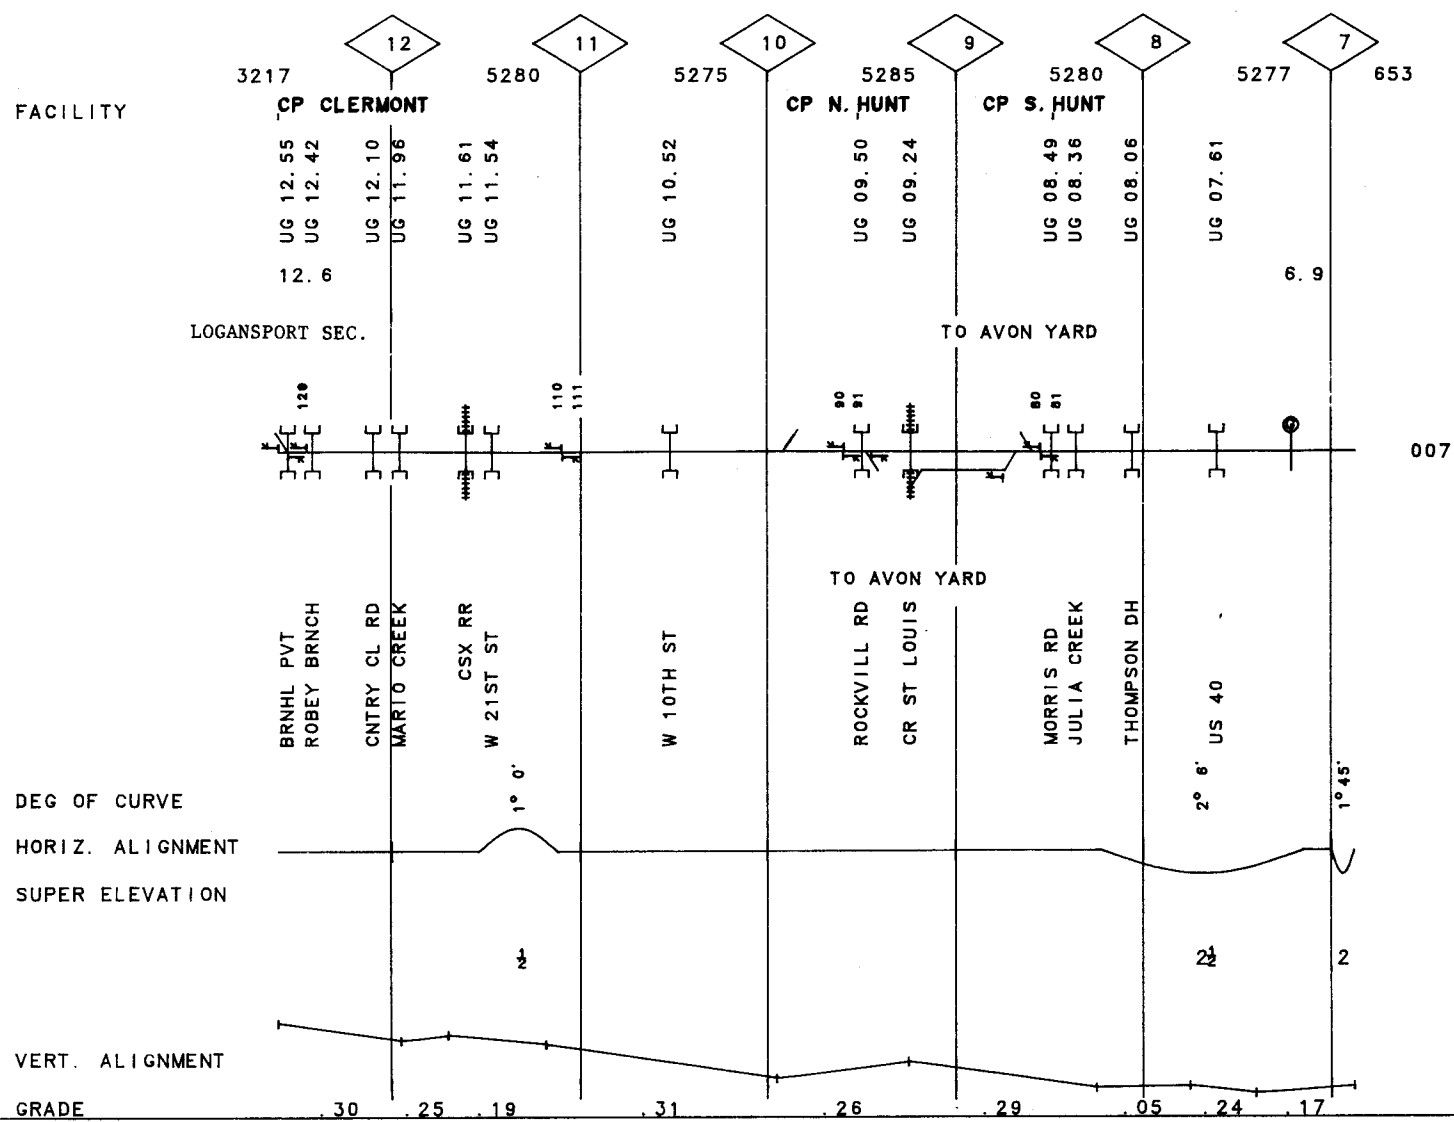 12 11 10 9 8 7
3217 5280 5275 5285 5280 5277 653
FACILITY CP CLERMONT CP N. HUNT CP S. HUNT
UG 12.55
UG 12.42
UG 12.10
UG 11.96
UG 11.61
UG 11.54
UG 10.52
UG 09.50
UG 09.24
UG 08.49
UG 08.36
UG 08.06
UG 07.61
12.6 6.9
LOGANSPORT SEC. TO AVON YARD
120
110
111
90
91
80
81
007
TO AVON YARD
BRNHL PVT
ROBEY BRNCH
CNTRY CL RD
MARIO CREEK
CSX RR
W 21ST ST
W 10TH ST
ROCKVILL RD
CR ST LOUIS
MORRIS RD
JULIA CREEK
THOMPSON DH
US 40
DEG OF CURVE 1° 0' 2° 6' 1° 45'
HORIZ. ALIGNMENT
SUPER ELEVATION
½ 2½ 2
VERT. ALIGNMENT
GRADE .30 .25 .19 .31 .26 .29 .05 .24 .17